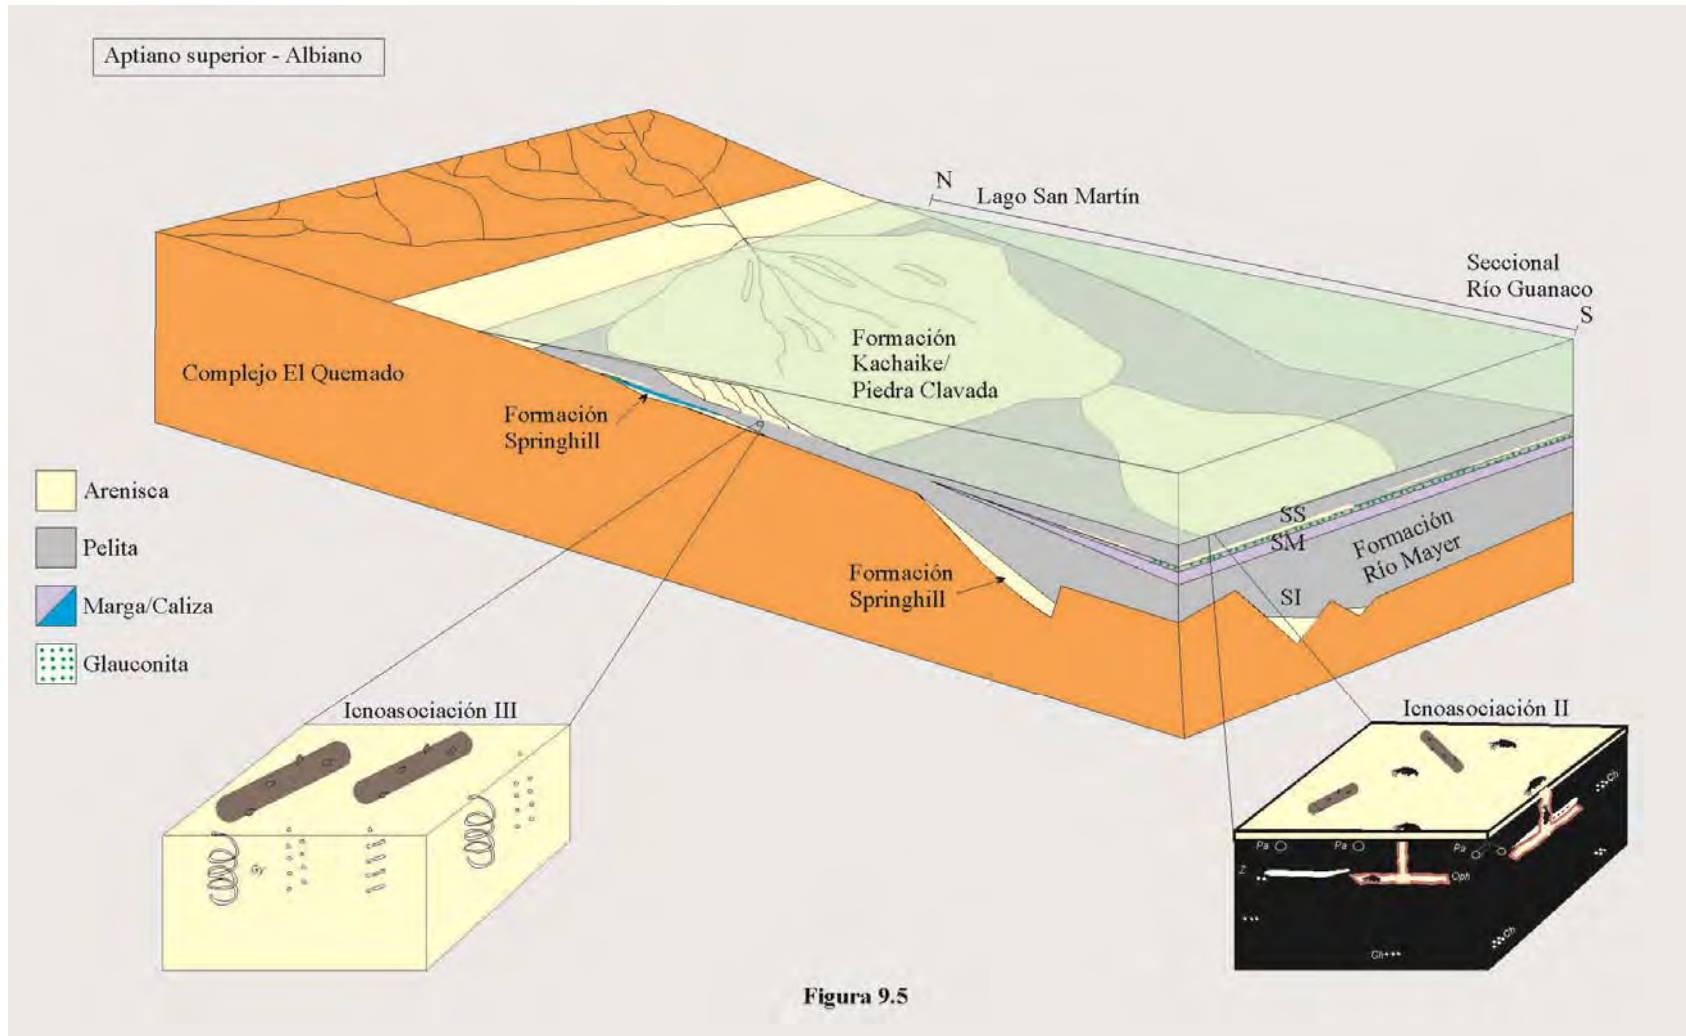 Aptiano superior - Albiano
N
Lago San Martín
Seccional
Río Guanaco
S
Formación
Kachaike/
Piedra Clavada
Complejo El Quemado
Formación
Springhill
Arenisca
Pelita
Marga/Caliza
Glauconita
Formación
Springhill
SS
SM
SI
Formación
Río Mayer
Icnoasociación III
Gy
Icnoasociación II
Ch
Pa
Pa
Pa
Z
Oph
Ch
Ch
Figura 9.5